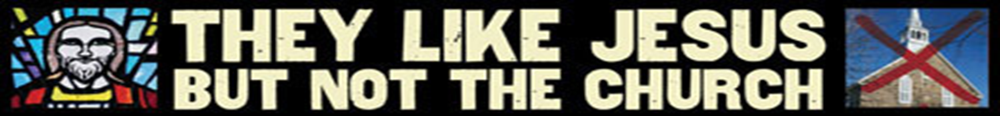 THEY LIKE JESUS
BUT NOT THE CHURCH